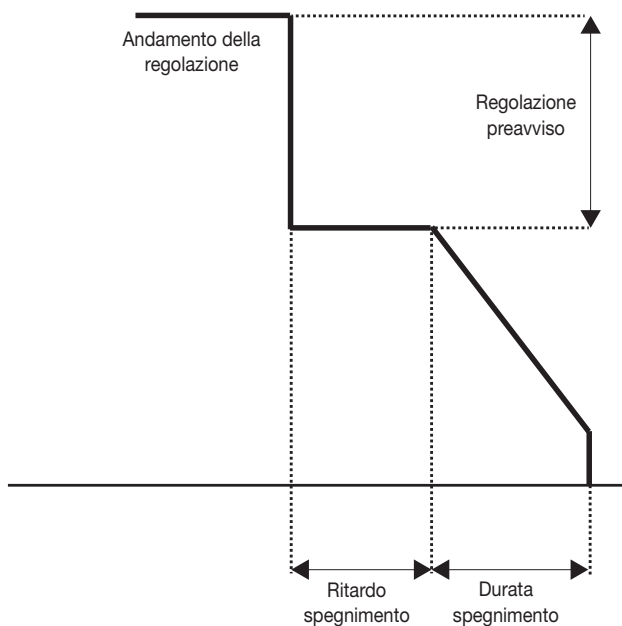 Andamento della
regolazione
Regolazione
preavviso
Ritardo
spegnimento
Durata
spegnimento